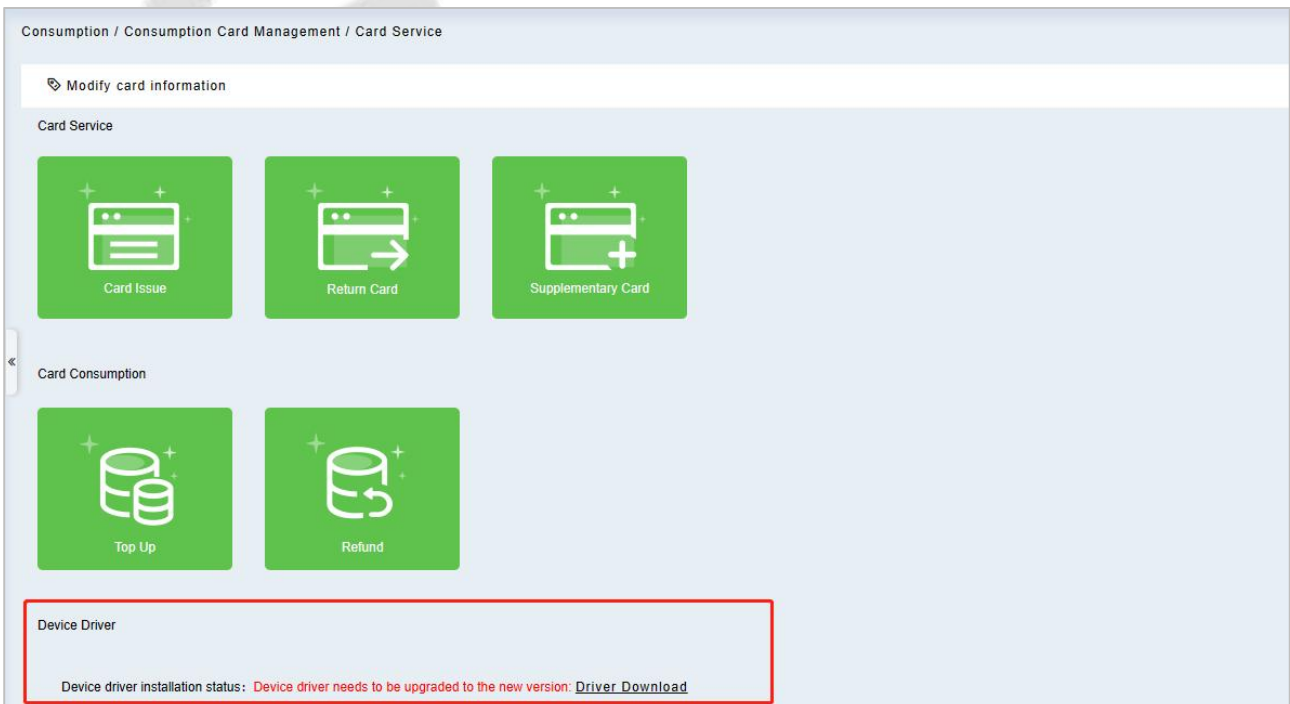 Consumption / Consumption Card Management / Card Service
Modify card information
Card Service
Card Issue
Return Card
Supplementary Card
Card Consumption
Top Up
Refund
Device Driver
Device driver installation status: Device driver needs to be upgraded to the new version: Driver Download